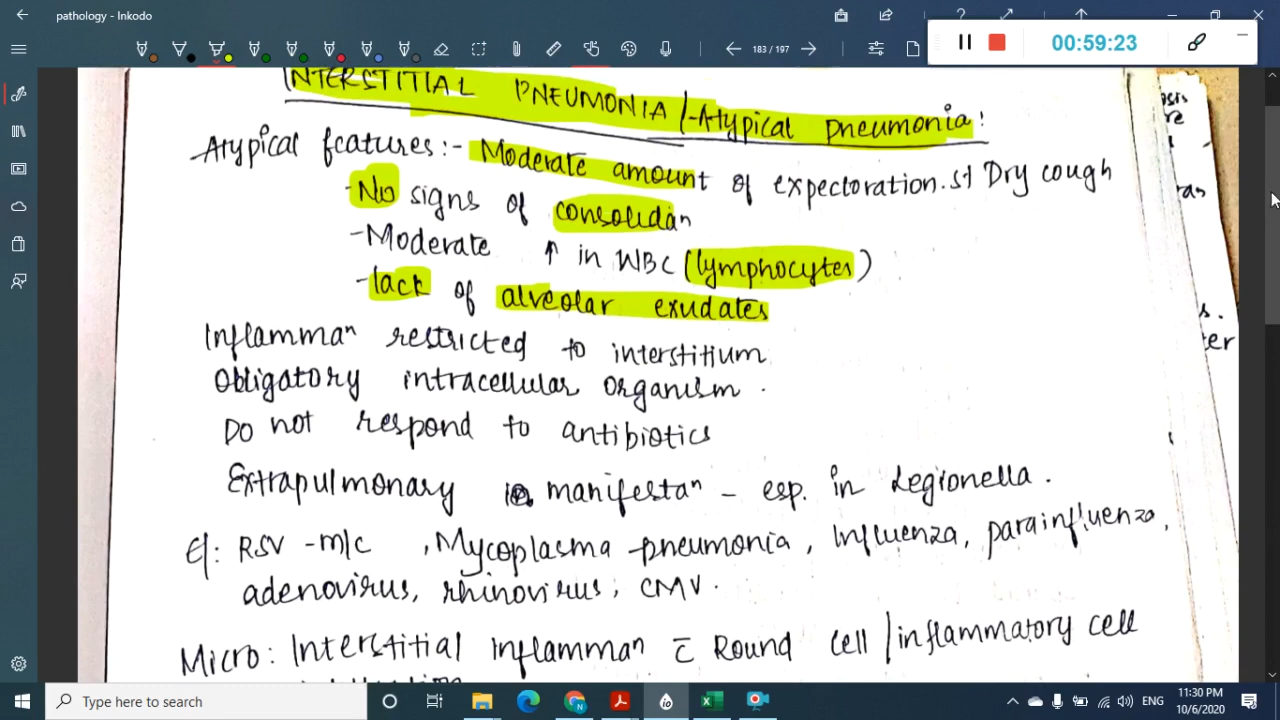 pathology - Inkodo
183 / 197
00:59:23
INTERSTITIAL PNEUMONIA /-Atypical pneumonia:
Atypical features:- Moderate amount of expectoration. st Dry cough
- No signs of consolidan
- Moderate ↑ in WBC (lymphocytes)
- lack of alveolar exudates
Inflamman restricted to interstitium
Obligatory intracellular organism.
Do not respond to antibiotics
Extrapulmonary manifestan - esp. in Legionella.
Ef: RSV - m/c , Mycoplasma pneumonia, Influenza, parainfluenza,
adenovirus, rhinovirus, CMV.
Micro: Interstitial inflamman c̄ Round cell / inflammatory cell
Type here to search
ENG
11:30 PM
10/6/2020